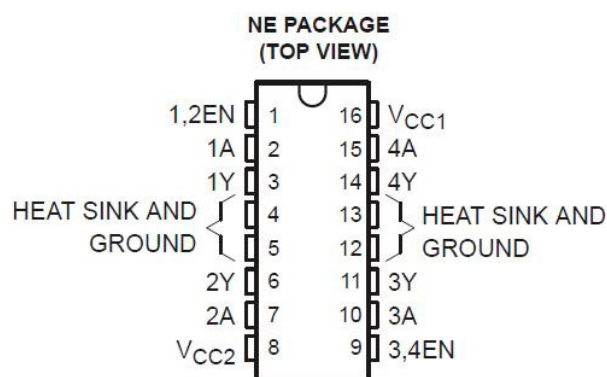 NE PACKAGE
(TOP VIEW)
1,2EN 1 16 VCC1
1A 2 15 4A
1Y 3 14 4Y
HEAT SINK AND 4 13 HEAT SINK AND
GROUND 5 12 GROUND
2Y 6 11 3Y
2A 7 10 3A
VCC2 8 9 3,4EN